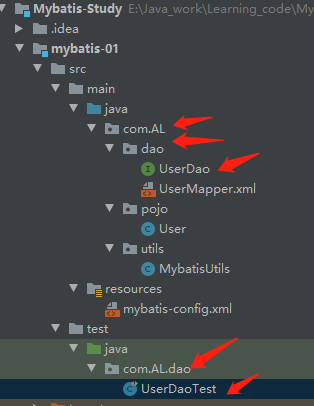 Mybatis-Study E:\Java_work\Learning_code\My
.idea
mybatis-01
src
main
java
com.AL
dao
UserDao
UserMapper.xml
pojo
User
utils
MybatisUtils
resources
mybatis-config.xml
test
java
com.AL.dao
UserDaoTest